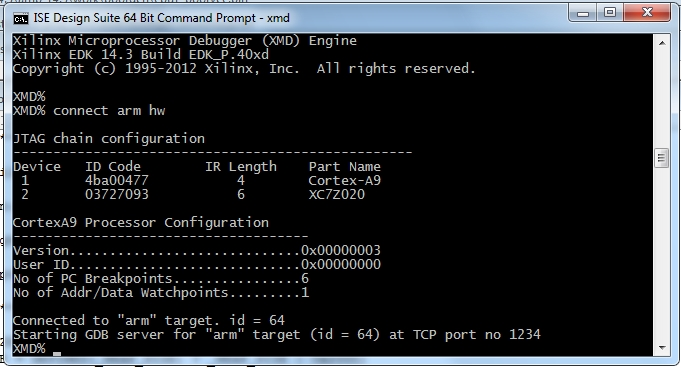 ISE Design Suite 64 Bit Command Prompt - xmd
Xilinx Microprocessor Debugger (XMD) Engine
Xilinx EDK 14.3 Build EDK_P.40xd
Copyright (c) 1995-2012 Xilinx, Inc.  All rights reserved.
XMD%
XMD% connect arm hw
JTAG chain configuration
--------------------------------------------------
Device   ID Code        IR Length    Part Name
1       4ba00477           4        Cortex-A9
2       03727093           6        XC7Z020
CortexA9 Processor Configuration
-------------------------------------
Version.............................0x00000003
User ID.............................0x00000000
No of PC Breakpoints................6
No of Addr/Data Watchpoints.........1
Connected to "arm" target. id = 64
Starting GDB server for "arm" target (id = 64) at TCP port no 1234
XMD%